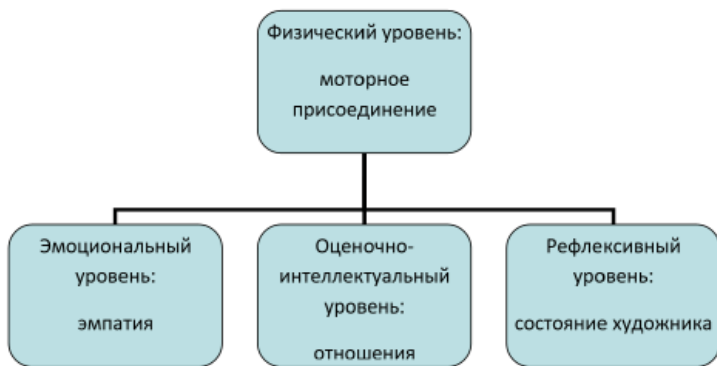 Физический уровень:
моторное
присоединение
Эмоциональный
уровень:
эмпатия
Оценочно-
интеллектуальный
уровень:
отношения
Рефлексивный
уровень:
состояние художника